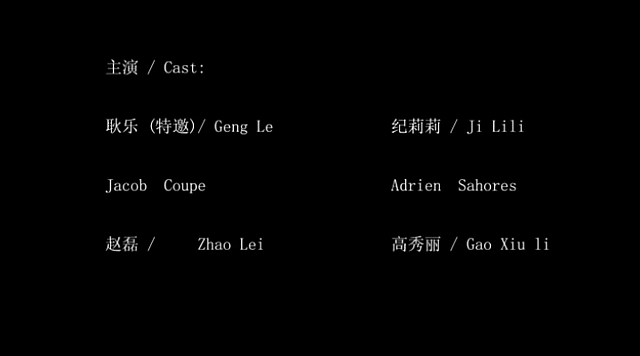 主演 / Cast:
耿乐 (特邀)/ Geng Le    纪莉莉 / Ji Lili
Jacob  Coupe    Adrien  Sahores
赵磊 /     Zhao Lei    高秀丽 / Gao Xiu li